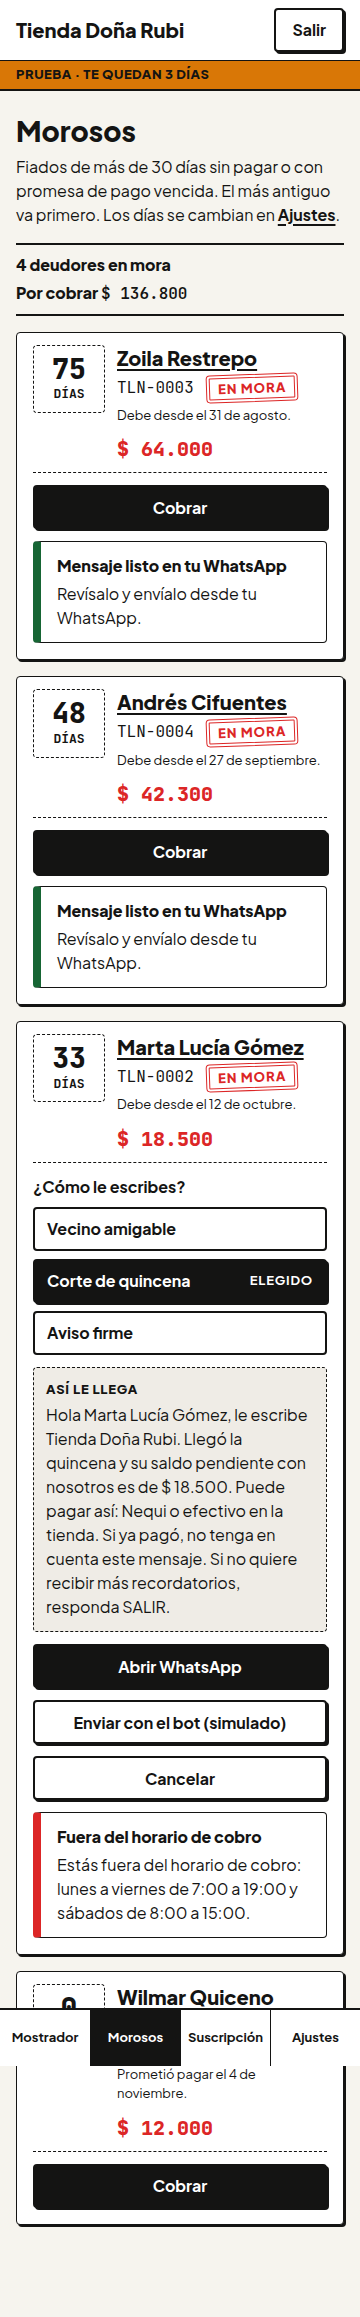 Tienda Doña Rubi
Salir
PRUEBA · TE QUEDAN 3 DÍAS
Morosos
Fiados de más de 30 días sin pagar o con
promesa de pago vencida. El más antiguo
va primero. Los días se cambian en Ajustes.
4 deudores en mora
Por cobrar $ 136.800
75
DÍAS
Zoila Restrepo
TLN-0003 EN MORA
Debe desde el 31 de agosto.
$ 64.000
Cobrar
Mensaje listo en tu WhatsApp
Revísalo y envíalo desde tu
WhatsApp.
48
DÍAS
Andrés Cifuentes
TLN-0004 EN MORA
Debe desde el 27 de septiembre.
$ 42.300
Cobrar
Mensaje listo en tu WhatsApp
Revísalo y envíalo desde tu
WhatsApp.
33
DÍAS
Marta Lucía Gómez
TLN-0002 EN MORA
Debe desde el 12 de octubre.
$ 18.500
¿Cómo le escribes?
Vecino amigable
Corte de quincena ELEGIDO
Aviso firme
ASÍ LE LLEGA
Hola Marta Lucía Gómez, le escribe
Tienda Doña Rubi. Llegó la
quincena y su saldo pendiente con
nosotros es de $ 18.500. Puede
pagar así: Nequi o efectivo en la
tienda. Si ya pagó, no tenga en
cuenta este mensaje. Si no quiere
recibir más recordatorios,
responda SALIR.
Abrir WhatsApp
Enviar con el bot (simulado)
Cancelar
Fuera del horario de cobro
Estás fuera del horario de cobro:
lunes a viernes de 7:00 a 19:00 y
sábados de 8:00 a 15:00.
Wilmar Quiceno
Mostrador
Morosos
Suscripción
Ajustes
Prometió pagar el 4 de
noviembre.
$ 12.000
Cobrar